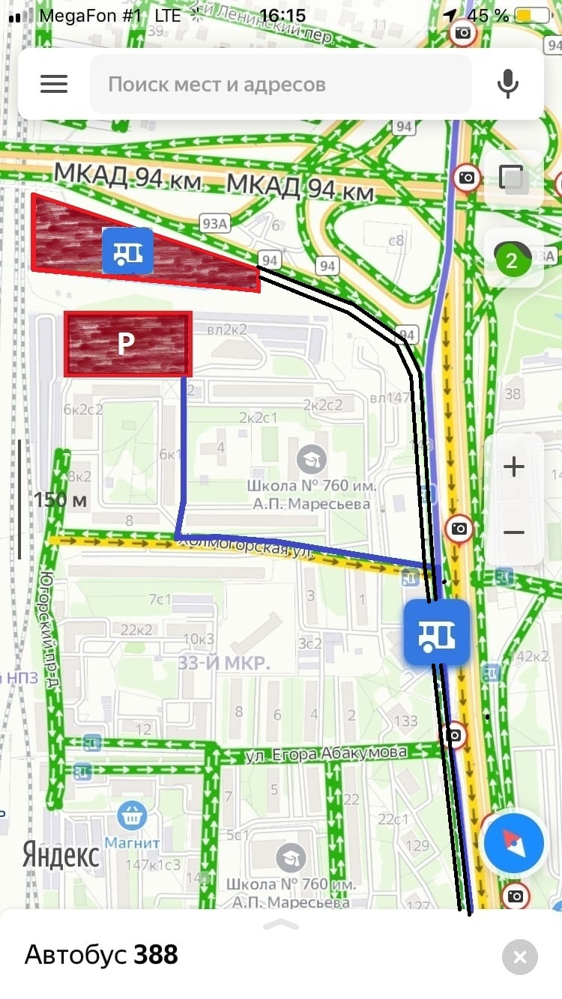 MegaFon #1 LTE 16:15 45 %
2-й Ленинский пер.
39
11
94
Поиск мест и адресов
94
МКАД 94 км
МКАД 94 км
93А
6
с8
94
94
2
94
P
вл2к2
2
6к2с2
2к2с2
вл147
38
2к2с1
4
6к1
8к2
Школа № 760 им.
А.П. Маресьева
150 м
8
Холмогорская ул.
Югорский пр-д
7с1
3
1
22к2
10к3
3с2
33-Й МКР.
42к2
й НПЗ
8
6
4
2
133
12
ул. Егора Абакумова
7
5
22
22с1
5с1
129
Магнит
Яндекс
147к1с3
Школа № 760 им.
А.П. Маресьева
127
Автобус 388